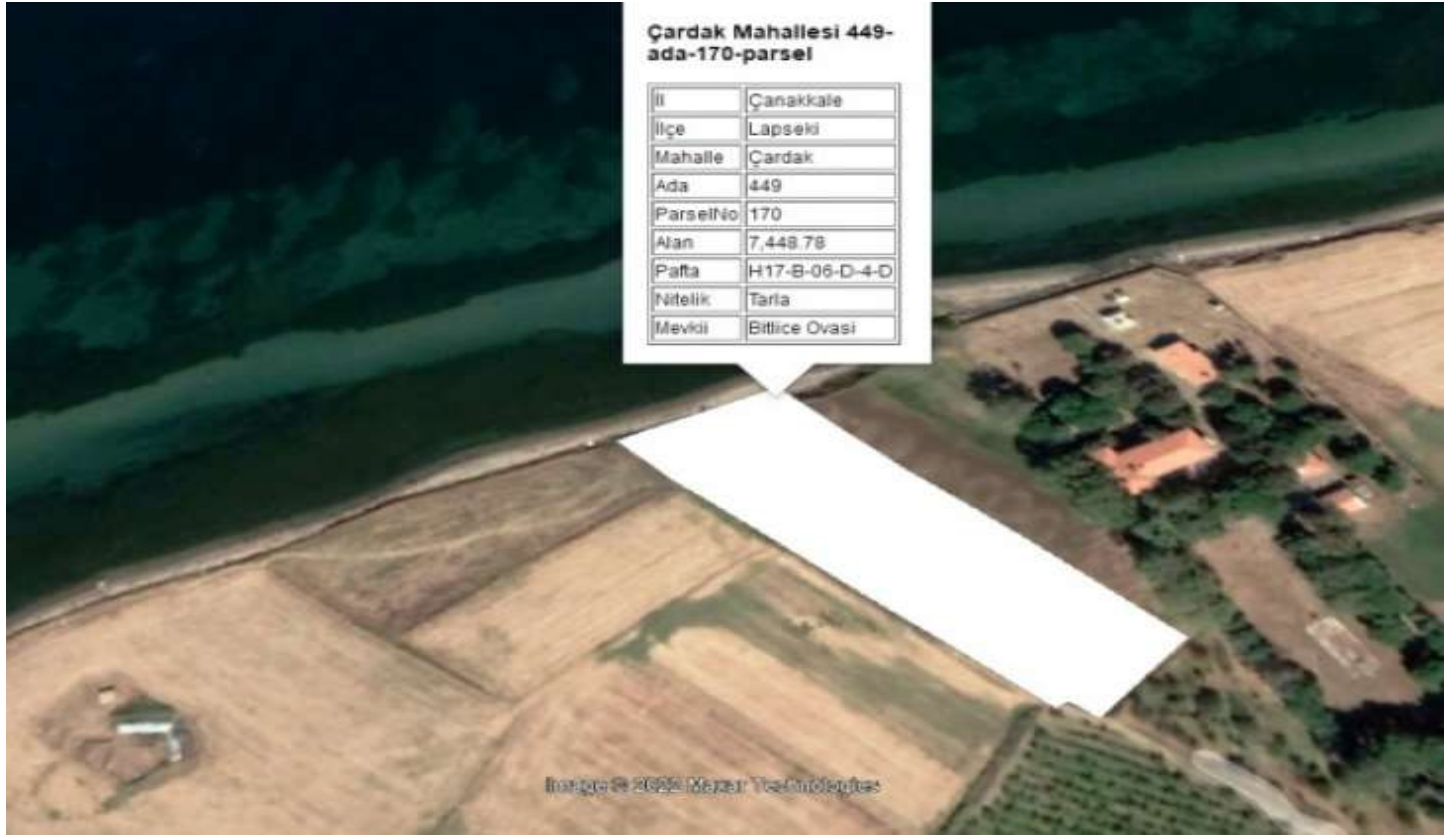 Çardak Mahallesi 449-
ada-170-parsel
İl Çanakkale
İlçe Lapseki
Mahalle Çardak
Ada 449
ParselNo 170
Alan 7,448.78
Pafta H17-B-06-D-4-D
Nitelik Tarla
Mevkii Bitlice Ovasi
Image © 2022 Maxar Technologies